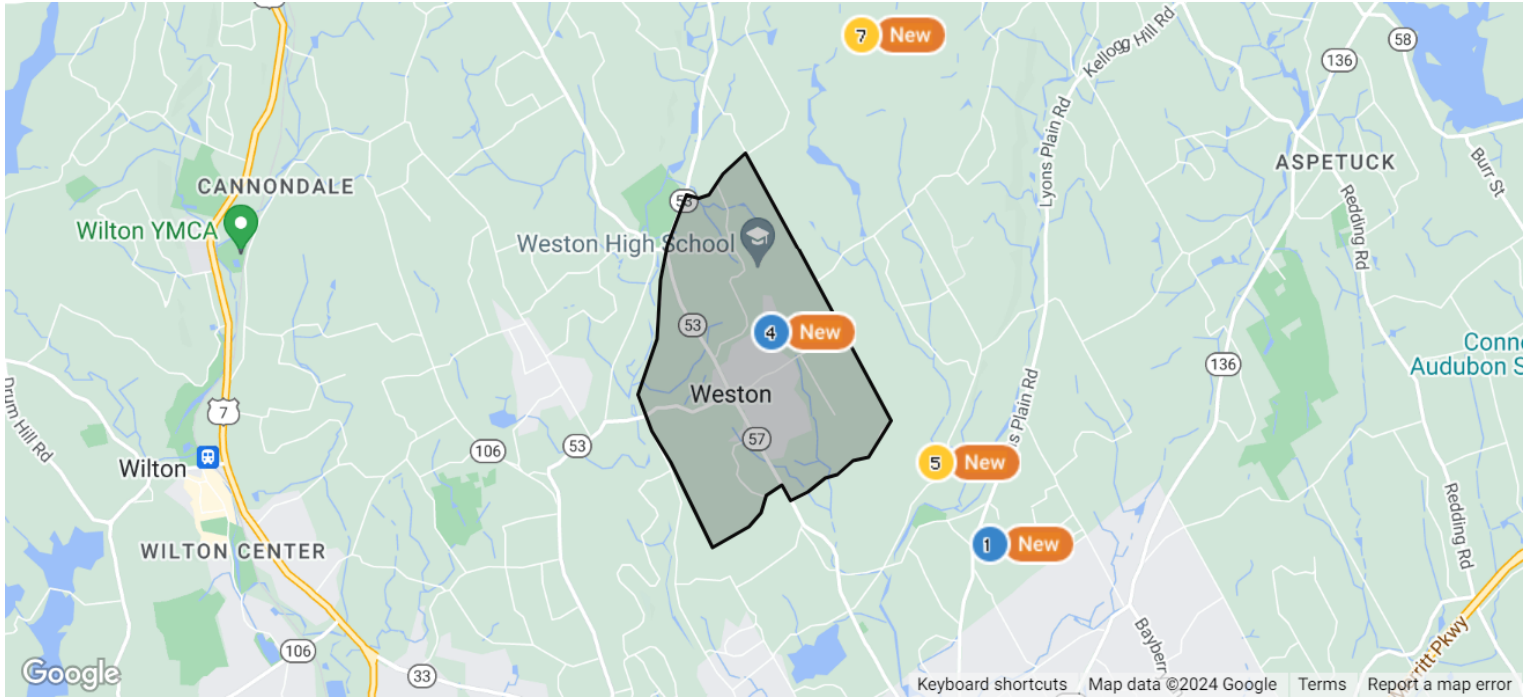 7 New
58
Kellogg Hill Rd
136
ASPETUCK
Burr St
CANNONDALE
Lyons Plain Rd
Redding Rd
53
Wilton YMCA
Weston High School
53
4 New
Conne
Audubon S
136
Weston
Drum Hill Rd
7
57
106
53
s Plain Rd
Wilton
5 New
Redding Rd
WILTON CENTER
1 New
Bayber
106
33
Merritt Pkwy
Google
Keyboard shortcuts Map data ©2024 Google Terms Report a map error